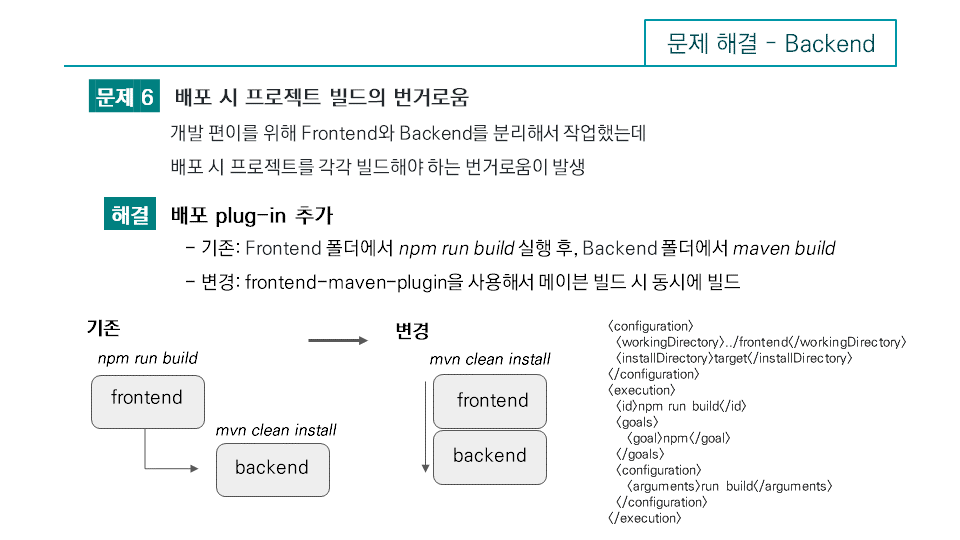 문제 해결 - Backend
문제 6 배포 시 프로젝트 빌드의 번거로움
개발 편이를 위해 Frontend와 Backend를 분리해서 작업했는데
배포 시 프로젝트를 각각 빌드해야 하는 번거로움이 발생
해결 배포 plug-in 추가
- 기존: Frontend 폴더에서 npm run build 실행 후, Backend 폴더에서 maven build
- 변경: frontend-maven-plugin을 사용해서 메이븐 빌드 시 동시에 빌드
기존
npm run build
frontend
mvn clean install
backend
변경
mvn clean install
frontend
backend
<configuration>
<workingDirectory>../frontend</workingDirectory>
<installDirectory>target</installDirectory>
</configuration>
<execution>
<id>npm run build</id>
<goals>
<goal>npm</goal>
</goals>
<configuration>
<arguments>run build</arguments>
</configuration>
</execution>